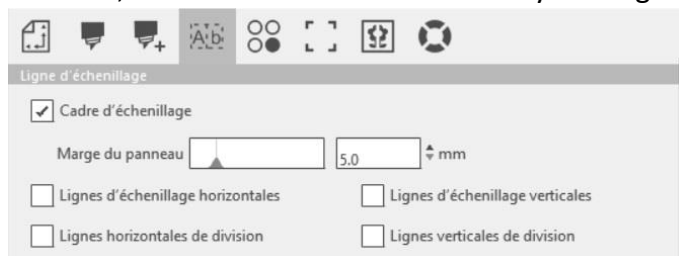 A b
Ligne d'échenillage
Cadre d'échenillage
Marge du panneau 5.0 mm
Lignes d'échenillage horizontales Lignes d'échenillage verticales
Lignes horizontales de division Lignes verticales de division